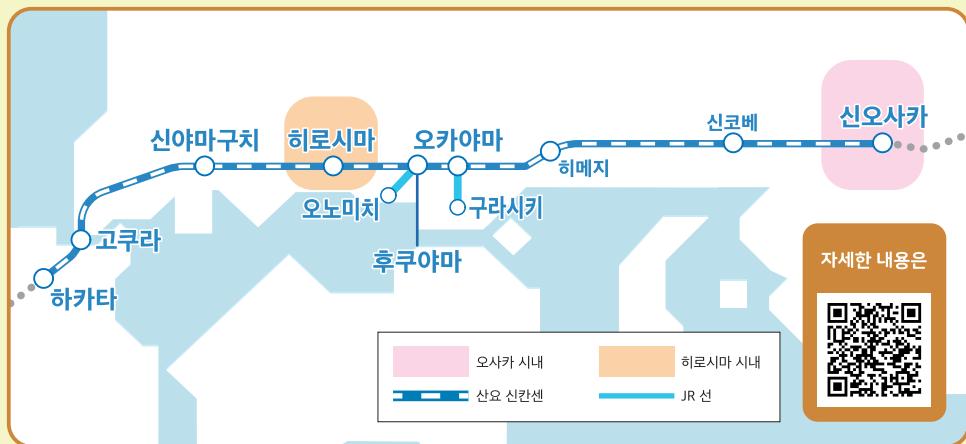 신오사카
신코베
신야마구치
히로시마
오카야마
히메지
오노미치
구라시키
고쿠라
후쿠야마
하카타
자세한 내용은
오사카 시내
히로시마 시내
산요 신칸센
JR 선